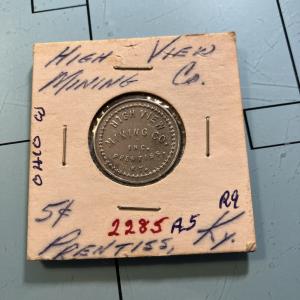 HIGH VIEW
MINING Co.
OHIO
HIGH VIEW CO.
MINING
INC.
PRENTISS,
KY.
5¢
2285 A5 R9
PRENTISS, Ky.